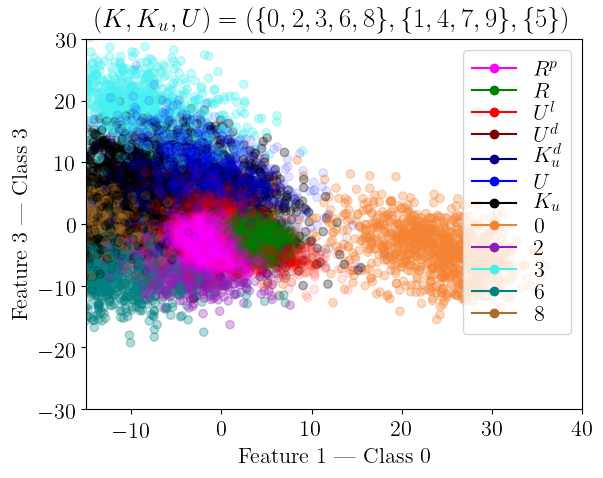 (K, K_u, U) = ({0, 2, 3, 6, 8}, {1, 4, 7, 9}, {5})
30
20
10
0
−10
−20
−30
Feature 3 — Class 3
R^p
R
U^l
U^d
K_u^d
U
K_u
0
2
3
6
8
−10
0
10
20
30
40
Feature 1 — Class 0